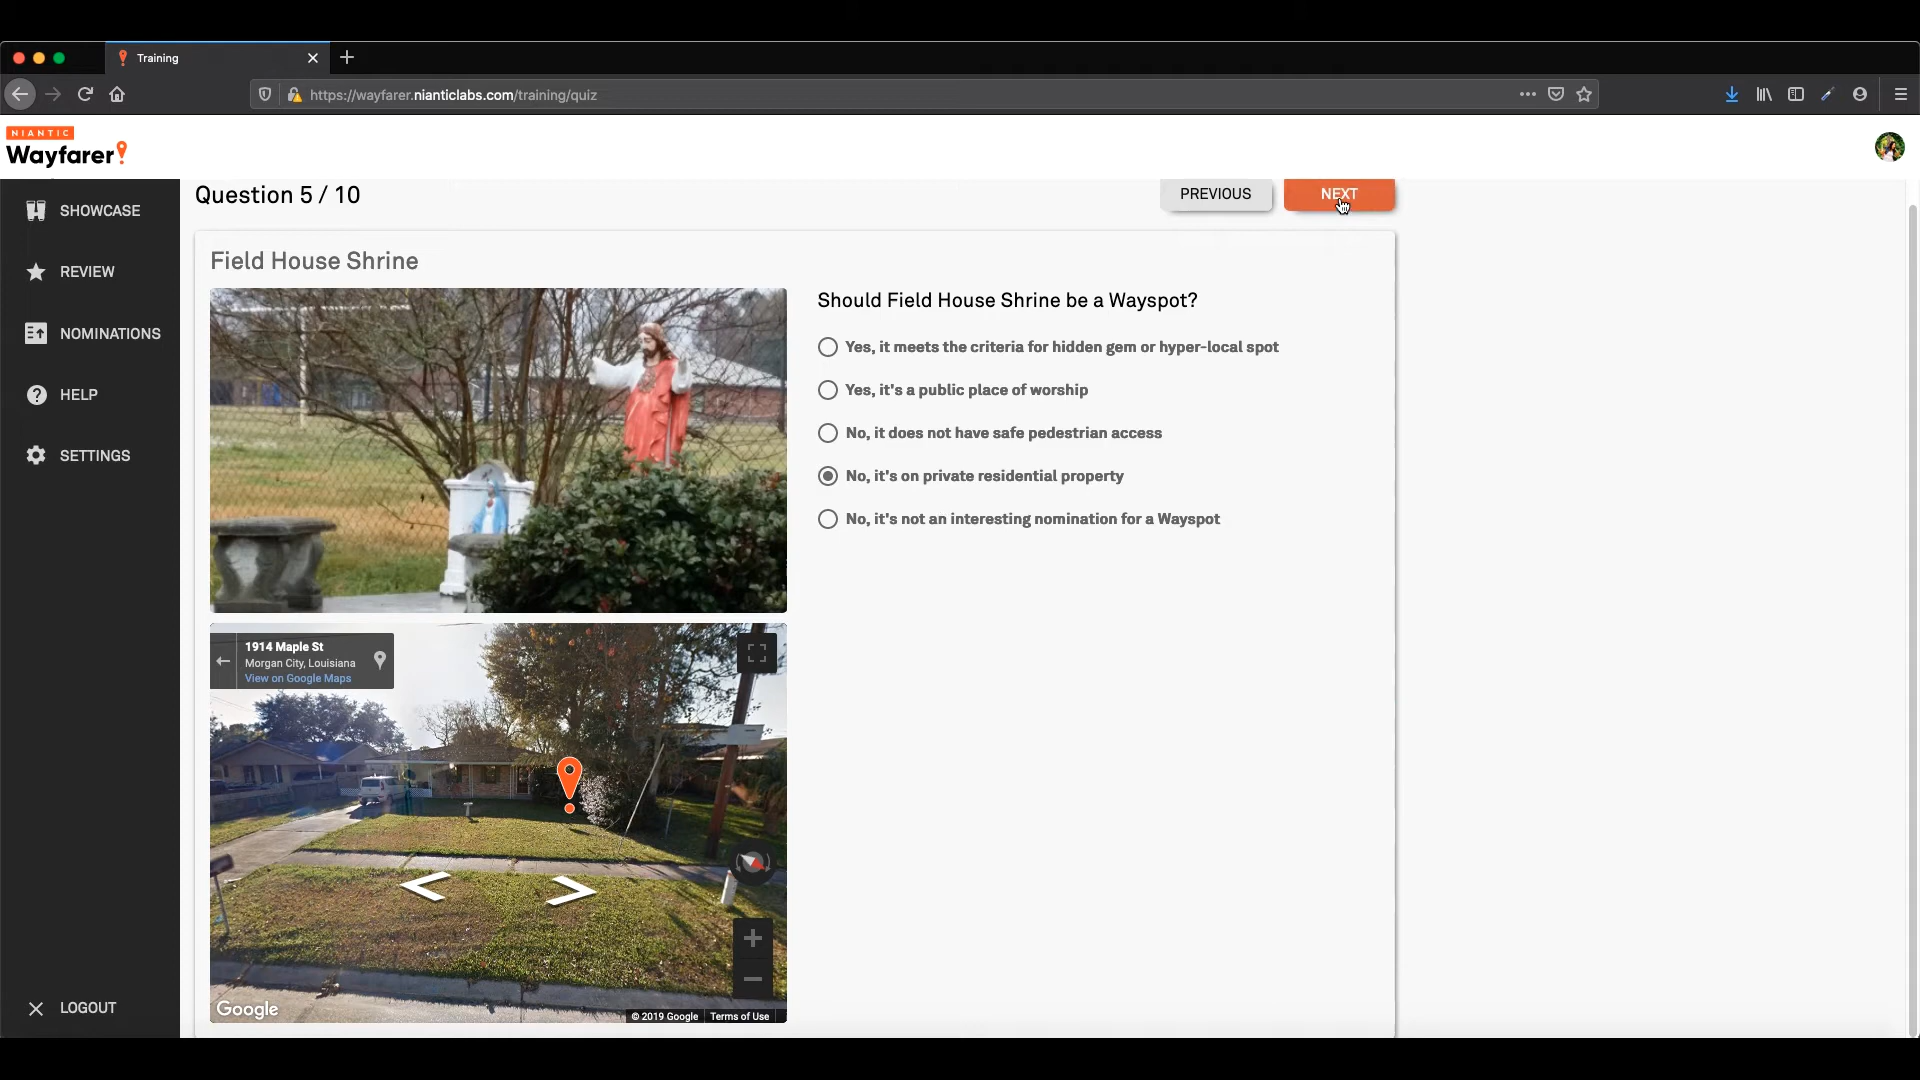 Training
https://wayfarer.nianticlabs.com/training/quiz
NIANTIC
Wayfarer
SHOWCASE
REVIEW
NOMINATIONS
HELP
SETTINGS
LOGOUT
Question 5 / 10
PREVIOUS
NEXT
Field House Shrine
Should Field House Shrine be a Wayspot?
Yes, it meets the criteria for hidden gem or hyper-local spot
Yes, it's a public place of worship
No, it does not have safe pedestrian access
No, it's on private residential property
No, it's not an interesting nomination for a Wayspot
1914 Maple St
Morgan City, Louisiana
View on Google Maps
Google
© 2019 Google
Terms of Use